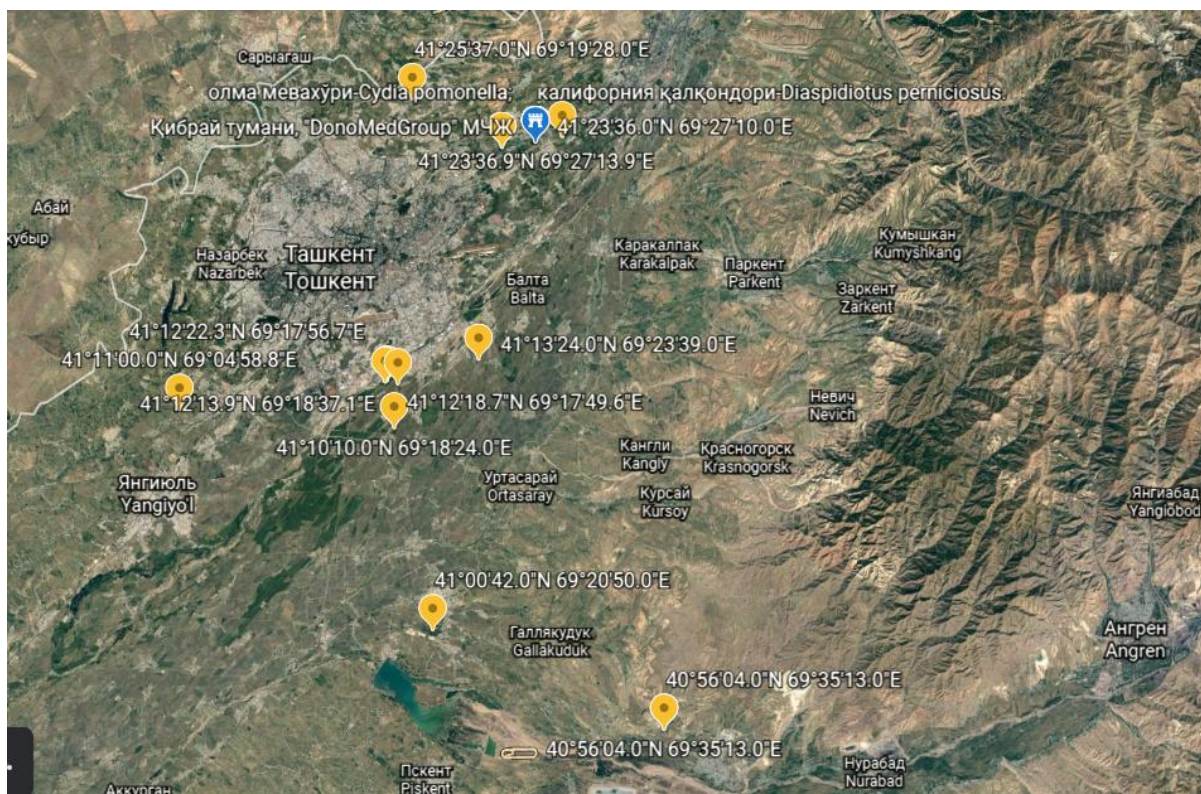 41°25'37.0"N 69°19'28.0"E
Сарыагаш
олма мевахўри-Cydia pomonella; калифорния қалқондори-Diaspidiotus perniciosus.
Қибрай тумани, "DonoMedGroup" МЧЖ 41°23'36.0"N 69°27'10.0"E
41°23'36.9"N 69°27'13.9"E
Абай
Ташкент
Тошкент
Назарбек
Nazarbek
Каракалпак
Karakalpak
Кумышкан
Kumyshkang
Паркент
Parkent
Балта
Balta
Заркент
Zarkent
41°12'22.3"N 69°17'56.7"E
41°13'24.0"N 69°23'39.0"E
41°11'00.0"N 69°04'58.8"E
41°12'13.9"N 69°18'37.1"E 41°12'18.7"N 69°17'49.6"E
Невич
Nevich
41°10'10.0"N 69°18'24.0"E
Кангли
Kangly
Красногорск
Krasnogorsk
Янгиюль
Yangiyo'l
Уртасарай
Ortasaray
Курсай
Kursoy
Янгиабад
Yangiobod
41°00'42.0"N 69°20'50.0"E
Галлякудук
Gallakuduk
Ангрен
Angren
40°56'04.0"N 69°35'13.0"E
40°56'04.0"N 69°35'13.0"E
Нурабад
Nurabad
Пскент
Piskent
Аккурган